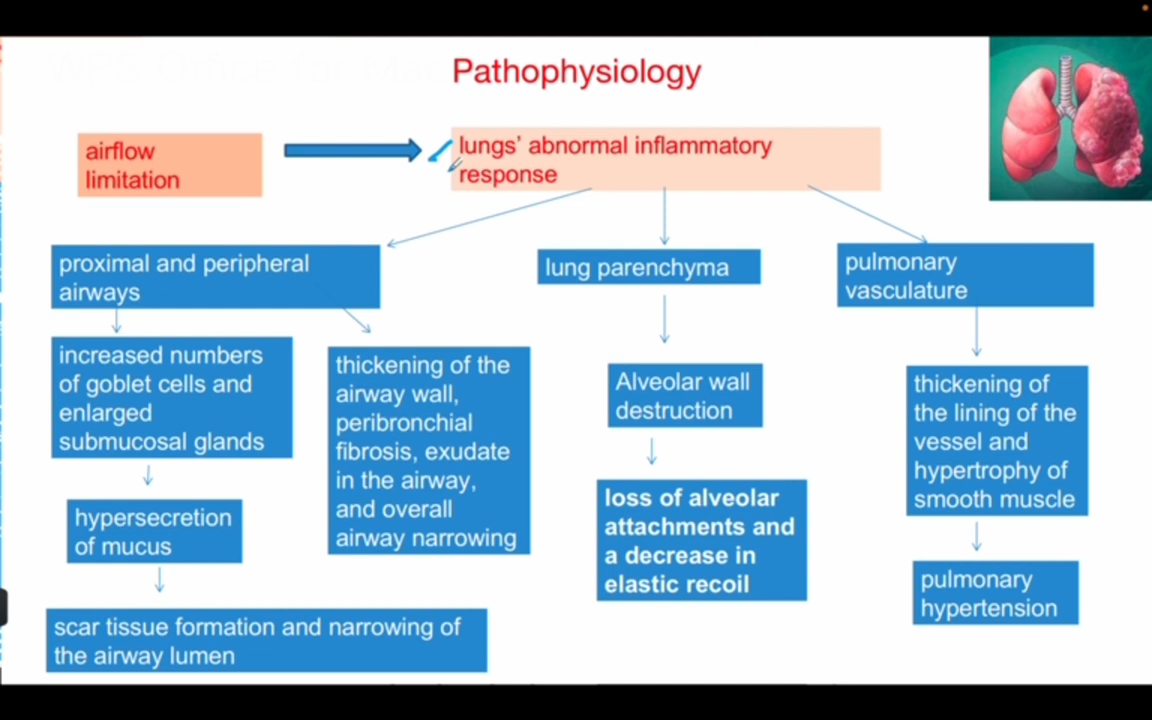 Pathophysiology
airflow
limitation
lungs' abnormal inflammatory
response
proximal and peripheral
airways
lung parenchyma
pulmonary
vasculature
increased numbers
of goblet cells and
enlarged
submucosal glands
thickening of the
airway wall,
peribronchial
fibrosis, exudate
in the airway,
and overall
airway narrowing
Alveolar wall
destruction
thickening of
the lining of the
vessel and
hypertrophy of
smooth muscle
hypersecretion
of mucus
loss of alveolar
attachments and
a decrease in
elastic recoil
pulmonary
hypertension
scar tissue formation and narrowing of
the airway lumen